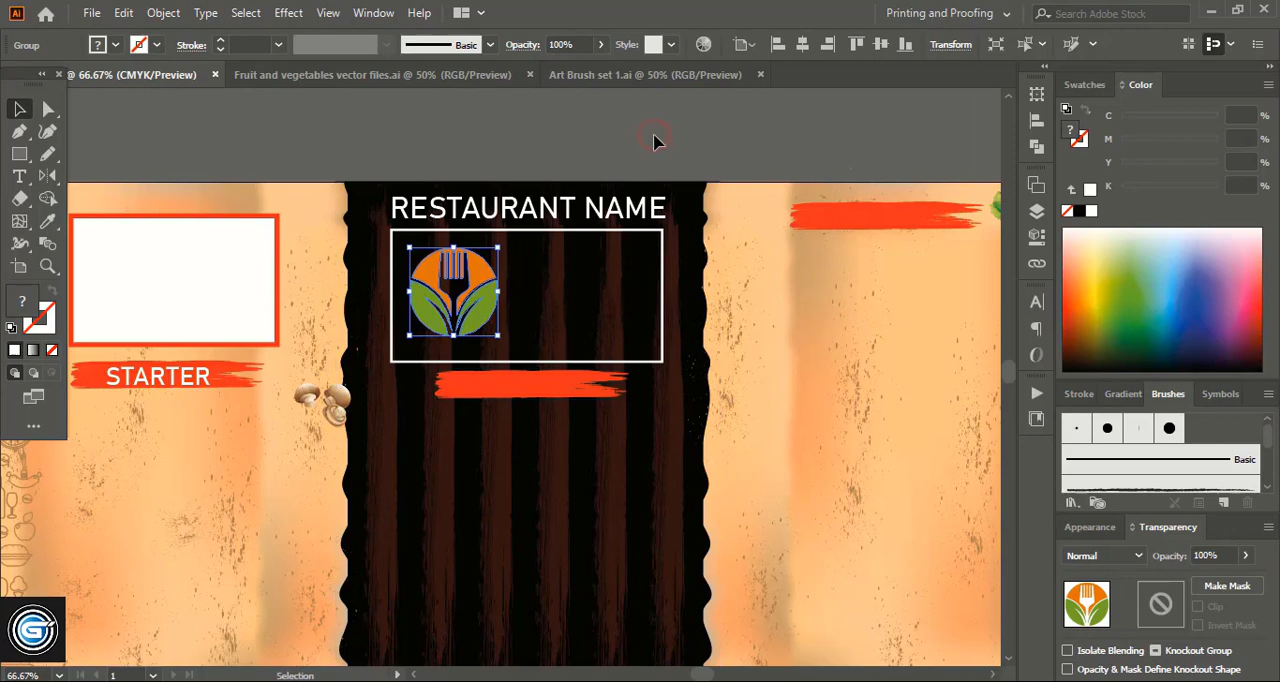 Ai File Edit Object Type Select Effect View Window Help Printing and Proofing Search Adobe Stock
Group ? Stroke: Basic Opacity: 100% Style: Transform
@ 66.67% (CMYK/Preview) × Fruit and vegetables vector files.ai @ 50% (RGB/Preview) × Art Brush set 1.ai @ 50% (RGB/Preview) ×
Swatches Color
C %
M %
Y %
K %
RESTAURANT NAME
STARTER
?
Stroke Gradient Brushes Symbols
Basic
Appearance Transparency
Normal Opacity: 100%
Make Mask
Clip
Invert Mask
Isolate Blending Knockout Group
Opacity & Mask Define Knockout Shape
66.67% 1 Selection